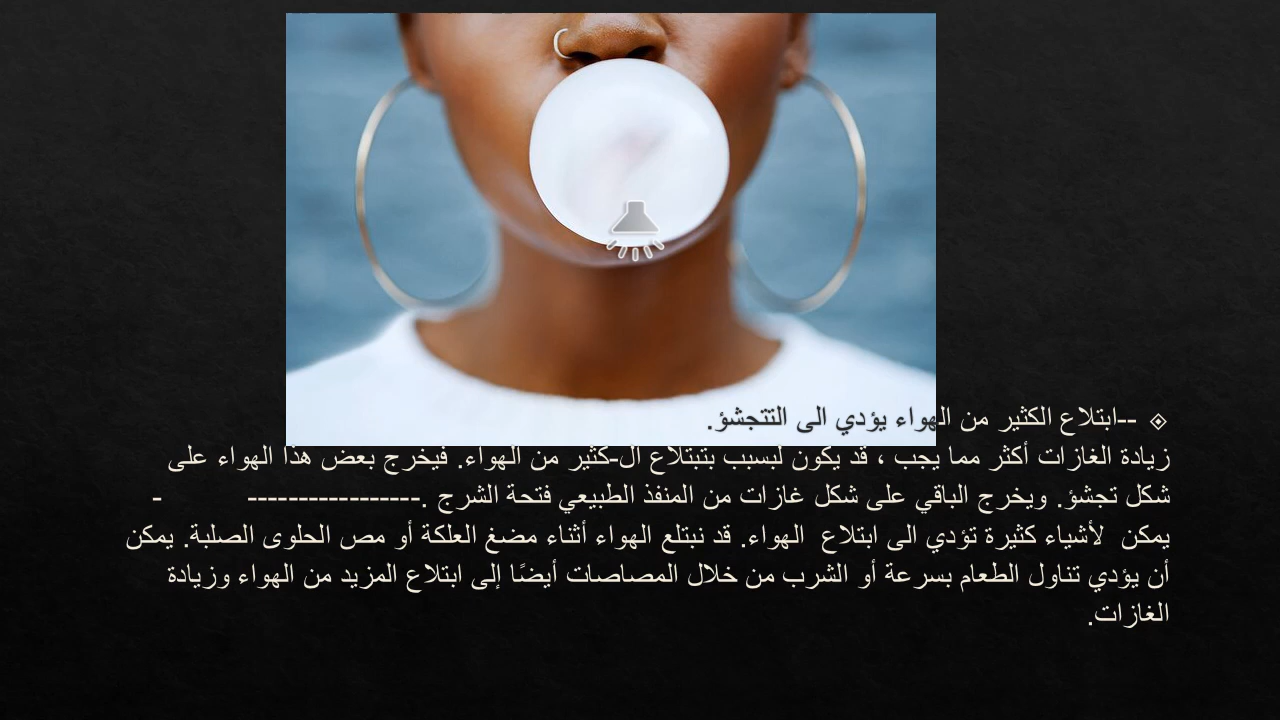 --ابتلاع الكثير من الهواء يؤدي الى التتجشؤ.
زيادة الغازات أكثر مما يجب ، قد يكون لبسبب بتبتلاع ال-كثير من الهواء. فيخرج بعض هذا الهواء على
شكل تجشؤ. ويخرج الباقي على شكل غازات من المنفذ الطبيعي فتحة الشرج .----------------- -
يمكن لأشياء كثيرة تؤدي الى ابتلاع الهواء. قد نبتلع الهواء أثناء مضغ العلكة أو مص الحلوى الصلبة. يمكن
أن يؤدي تناول الطعام بسرعة أو الشرب من خلال المصاصات أيضًا إلى ابتلاع المزيد من الهواء وزيادة
الغازات.